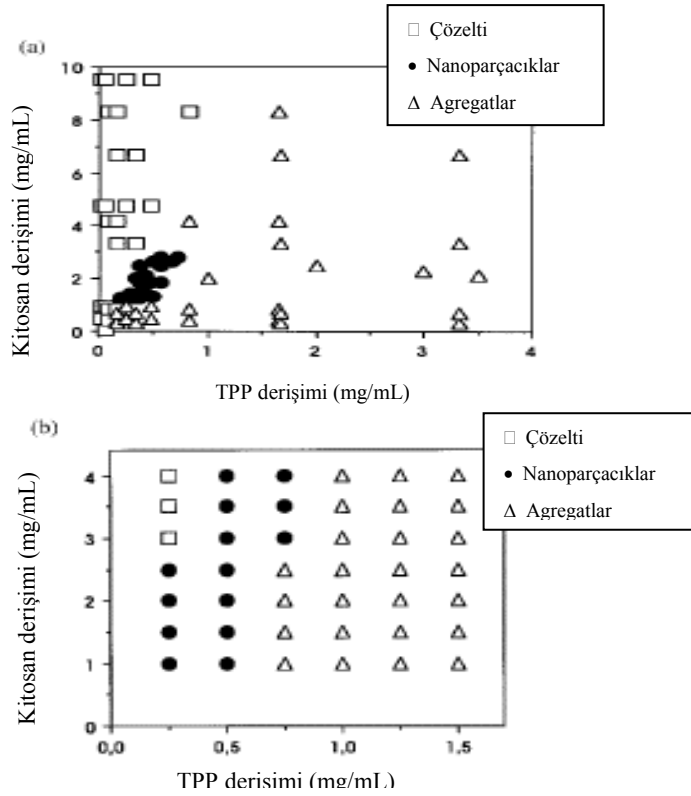 (a)
□ Çözelti
● Nanoparçacıklar
Δ Agregatlar
Kitosan derişimi (mg/mL)
10
8
6
4
2
0
0 1 2 3 4
TPP derişimi (mg/mL)
(b)
□ Çözelti
● Nanoparçacıklar
Δ Agregatlar
Kitosan derişimi (mg/mL)
4
3
2
1
0
0,0 0,5 1,0 1,5
TPP derişimi (mg/mL)